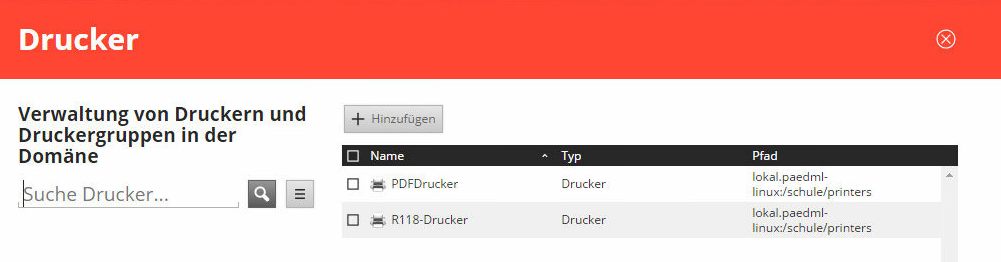 Drucker
Verwaltung von Druckern und
Druckergruppen in der
Domäne
Suche Drucker...
Hinzufügen
Name Typ Pfad
PDFDrucker Drucker lokal.paedml-
linux:/schule/printers
R118-Drucker Drucker lokal.paedml-
linux:/schule/printers